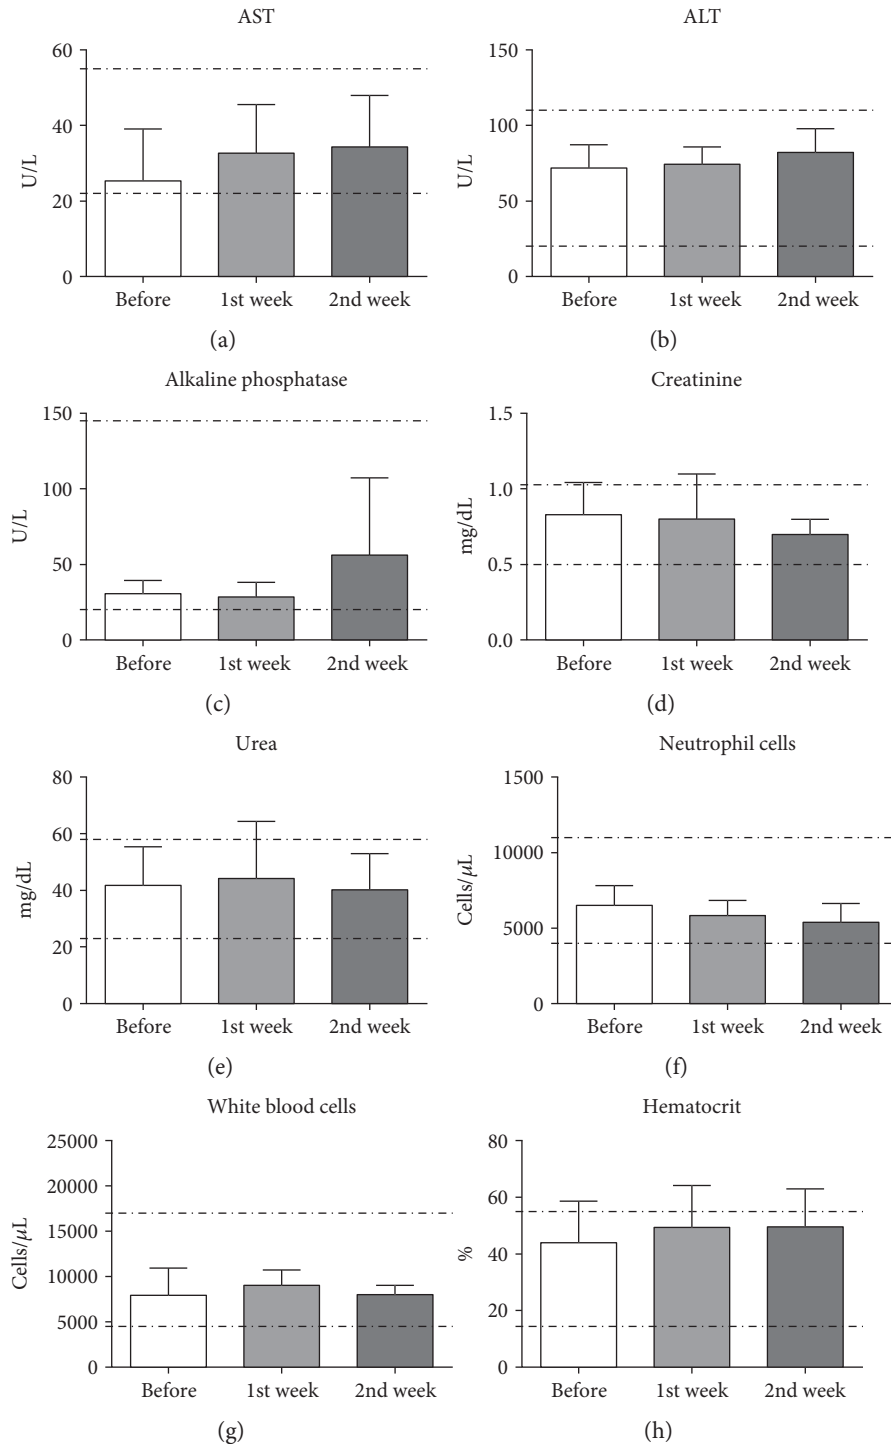 AST
60
40
20
0
U/L
Before 1st week 2nd week
(a)
ALT
150
100
50
0
U/L
Before 1st week 2nd week
(b)
Alkaline phosphatase
150
100
50
0
U/L
Before 1st week 2nd week
(c)
Creatinine
1.5
1.0
0.5
0.0
mg/dL
Before 1st week 2nd week
(d)
Urea
80
60
40
20
0
mg/dL
Before 1st week 2nd week
(e)
Neutrophil cells
1500
10000
5000
0
Cells/μL
Before 1st week 2nd week
(f)
White blood cells
25000
20000
15000
10000
5000
0
Cells/μL
Before 1st week 2nd week
(g)
Hematocrit
80
60
40
20
0
%
Before 1st week 2nd week
(h)